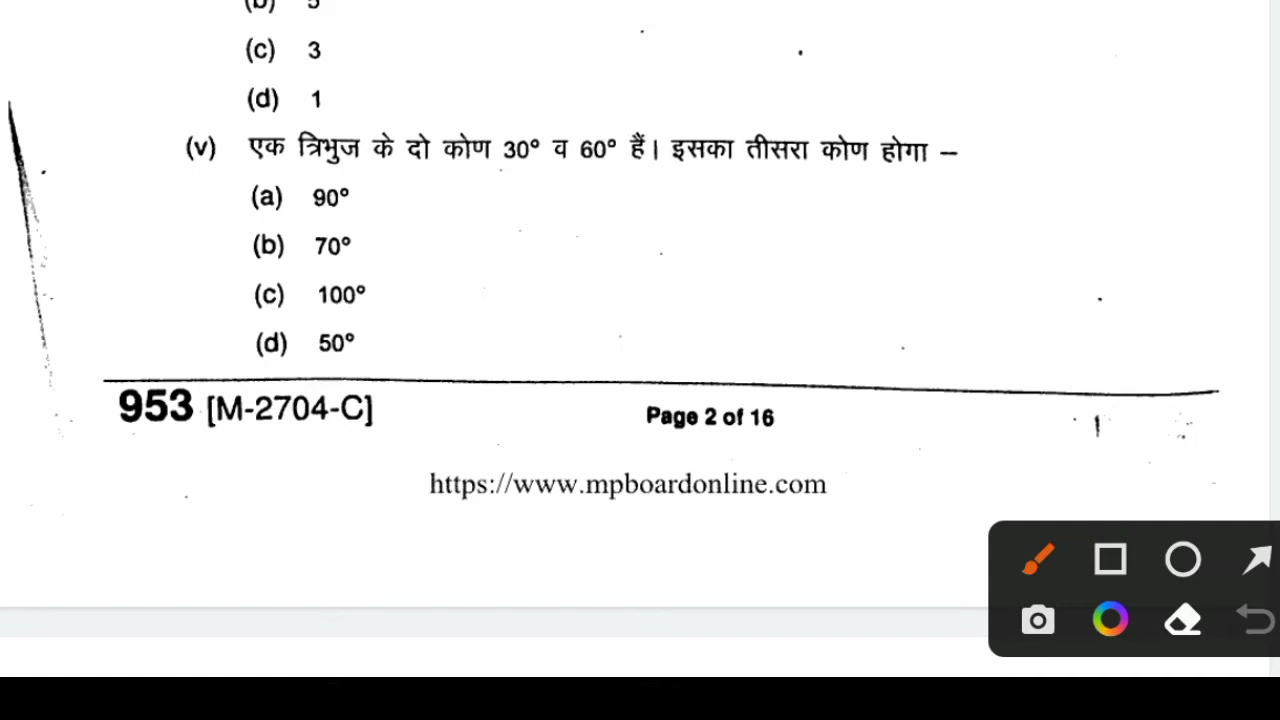 (b) 5
(c) 3
(d) 1
(v) एक त्रिभुज के दो कोण 30° व 60° हैं। इसका तीसरा कोण होगा –
(a) 90°
(b) 70°
(c) 100°
(d) 50°
953 [M-2704-C] Page 2 of 16
https://www.mpboardonline.com